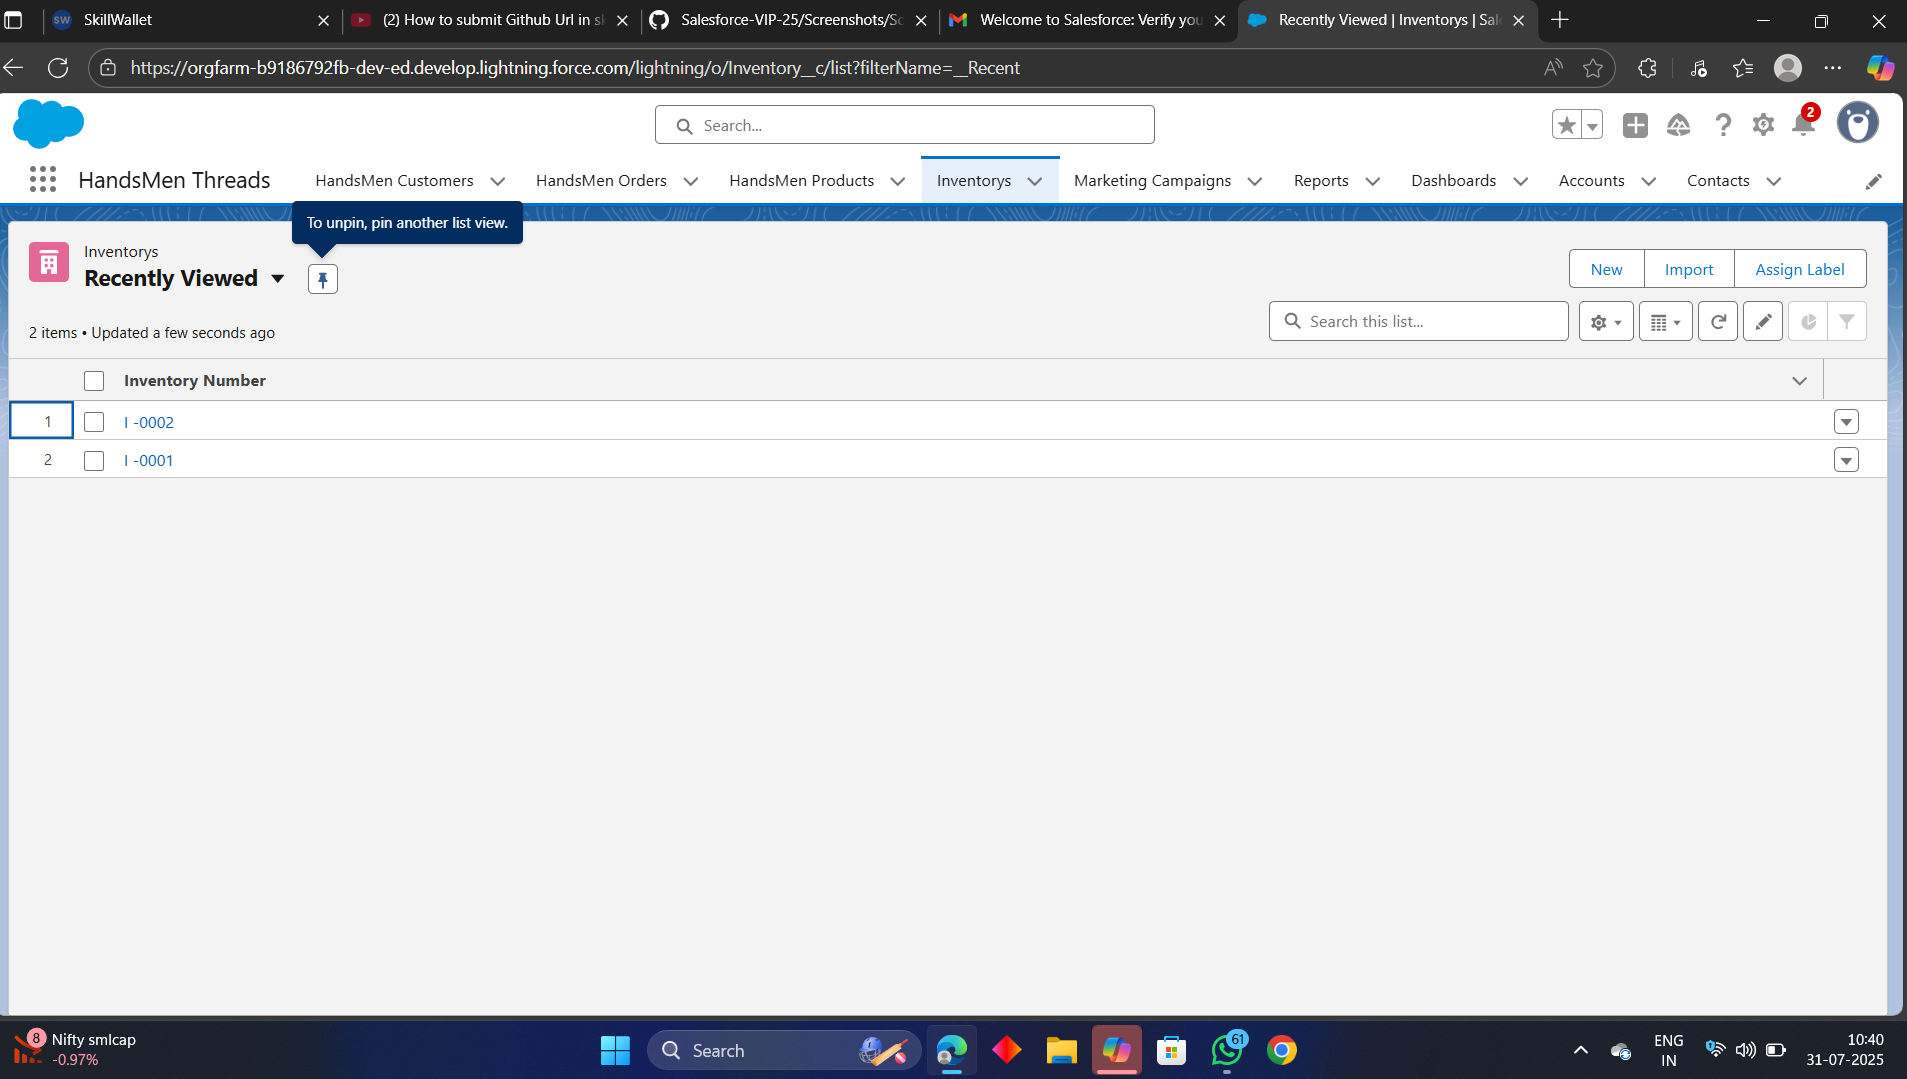 SkillWallet
(2) How to submit Github Url in sk
Salesforce-VIP-25/Screenshots/Sc
Welcome to Salesforce: Verify you
Recently Viewed | Inventorys | Sal
https://orgfarm-b9186792fb-dev-ed.develop.lightning.force.com/lightning/o/Inventory__c/list?filterName=__Recent
Search...
2
HandsMen Threads
HandsMen Customers
HandsMen Orders
HandsMen Products
Inventorys
Marketing Campaigns
Reports
Dashboards
Accounts
Contacts
To unpin, pin another list view.
Inventorys
Recently Viewed
New
Import
Assign Label
2 items • Updated a few seconds ago
Search this list...
Inventory Number
1 I -0002
2 I -0001
8
Nifty smlcap
-0.97%
Search
61
ENG
IN
10:40
31-07-2025